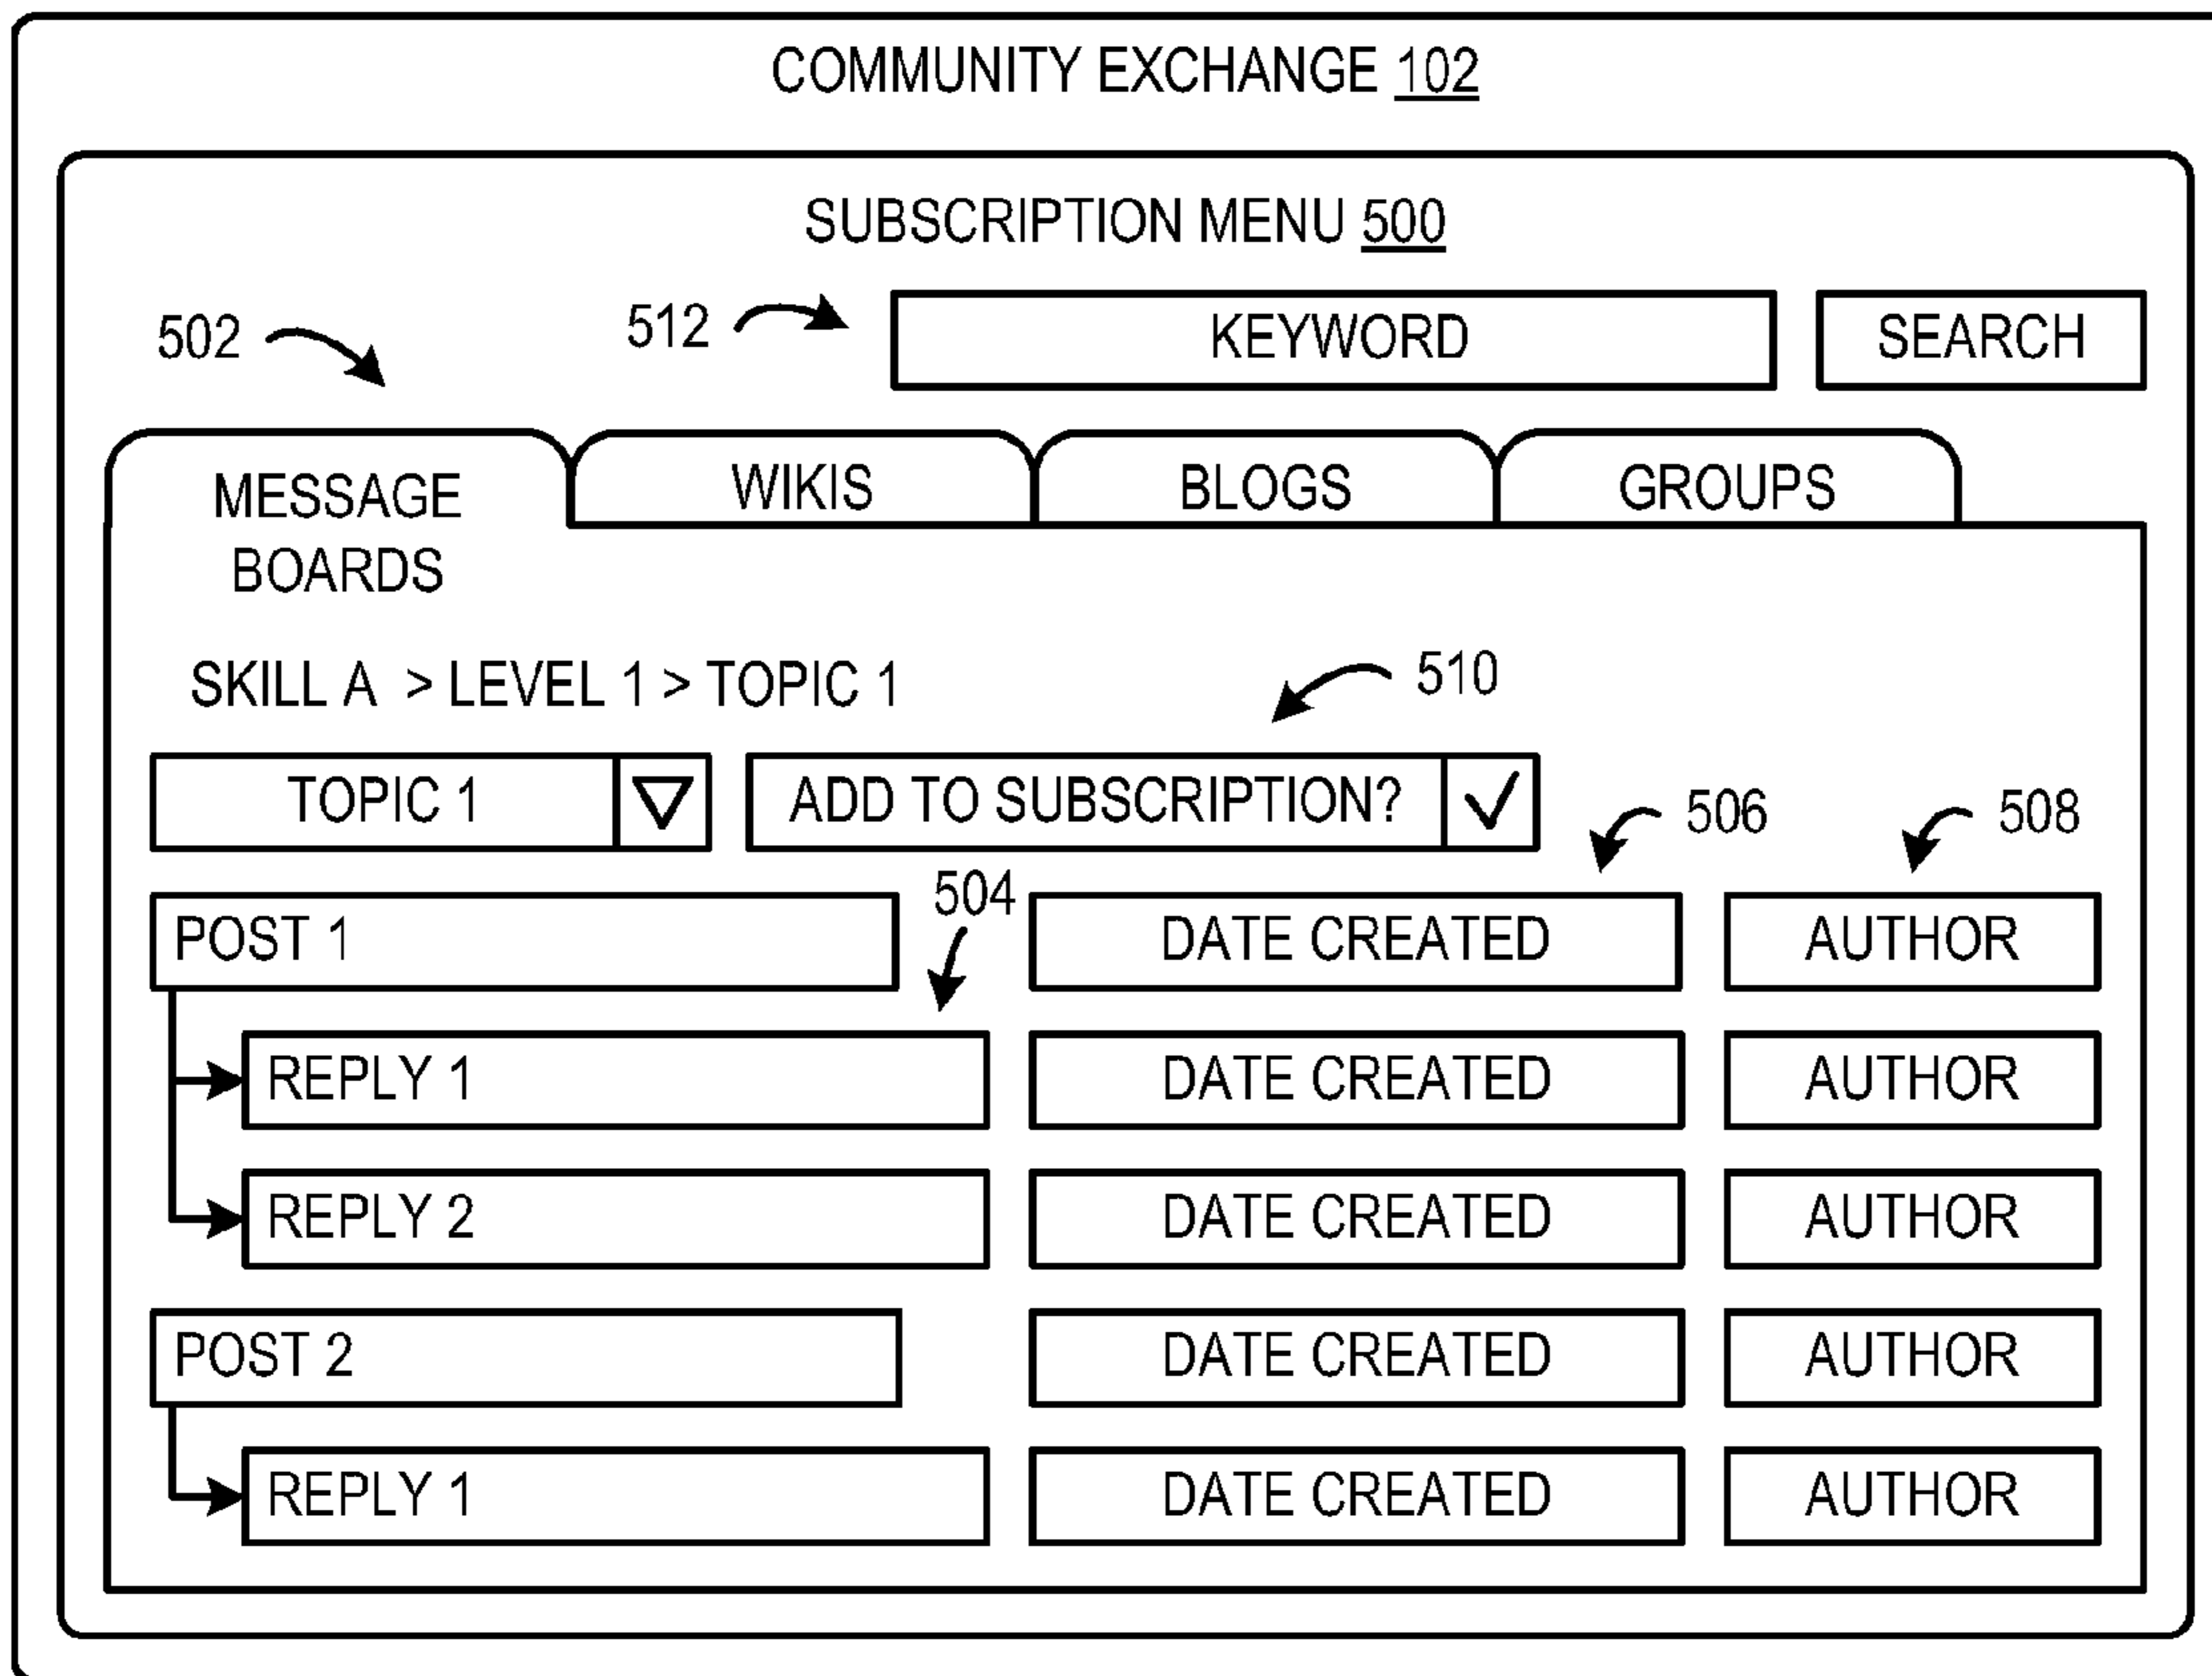 COMMUNITY EXCHANGE 102
SUBSCRIPTION MENU 500
502
512
KEYWORD
SEARCH
MESSAGE
BOARDS
WIKIS
BLOGS
GROUPS
SKILL A > LEVEL 1 > TOPIC 1
510
TOPIC 1
ADD TO SUBSCRIPTION?
506
508
504
POST 1
DATE CREATED
AUTHOR
REPLY 1
DATE CREATED
AUTHOR
REPLY 2
DATE CREATED
AUTHOR
POST 2
DATE CREATED
AUTHOR
REPLY 1
DATE CREATED
AUTHOR